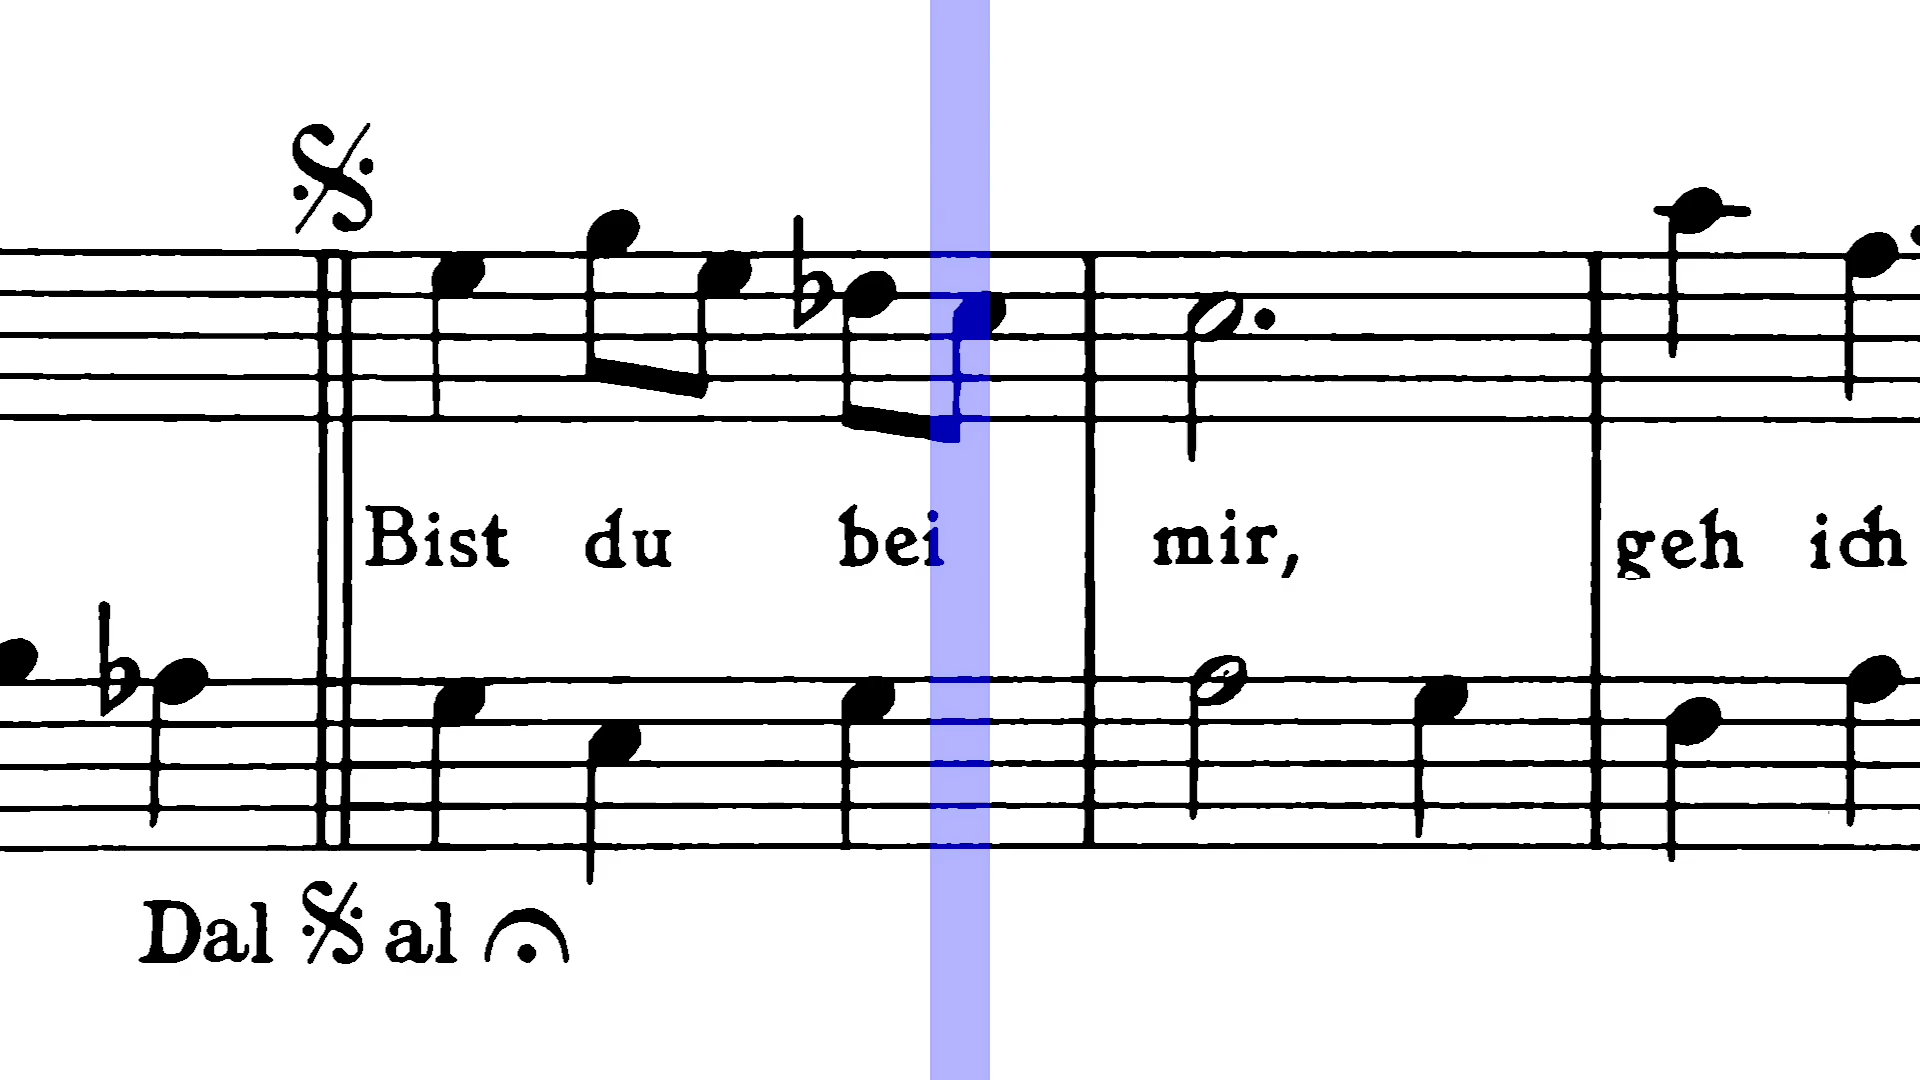 Bist du bei mir, geh ich
Dal 𝄋 al 𝄐